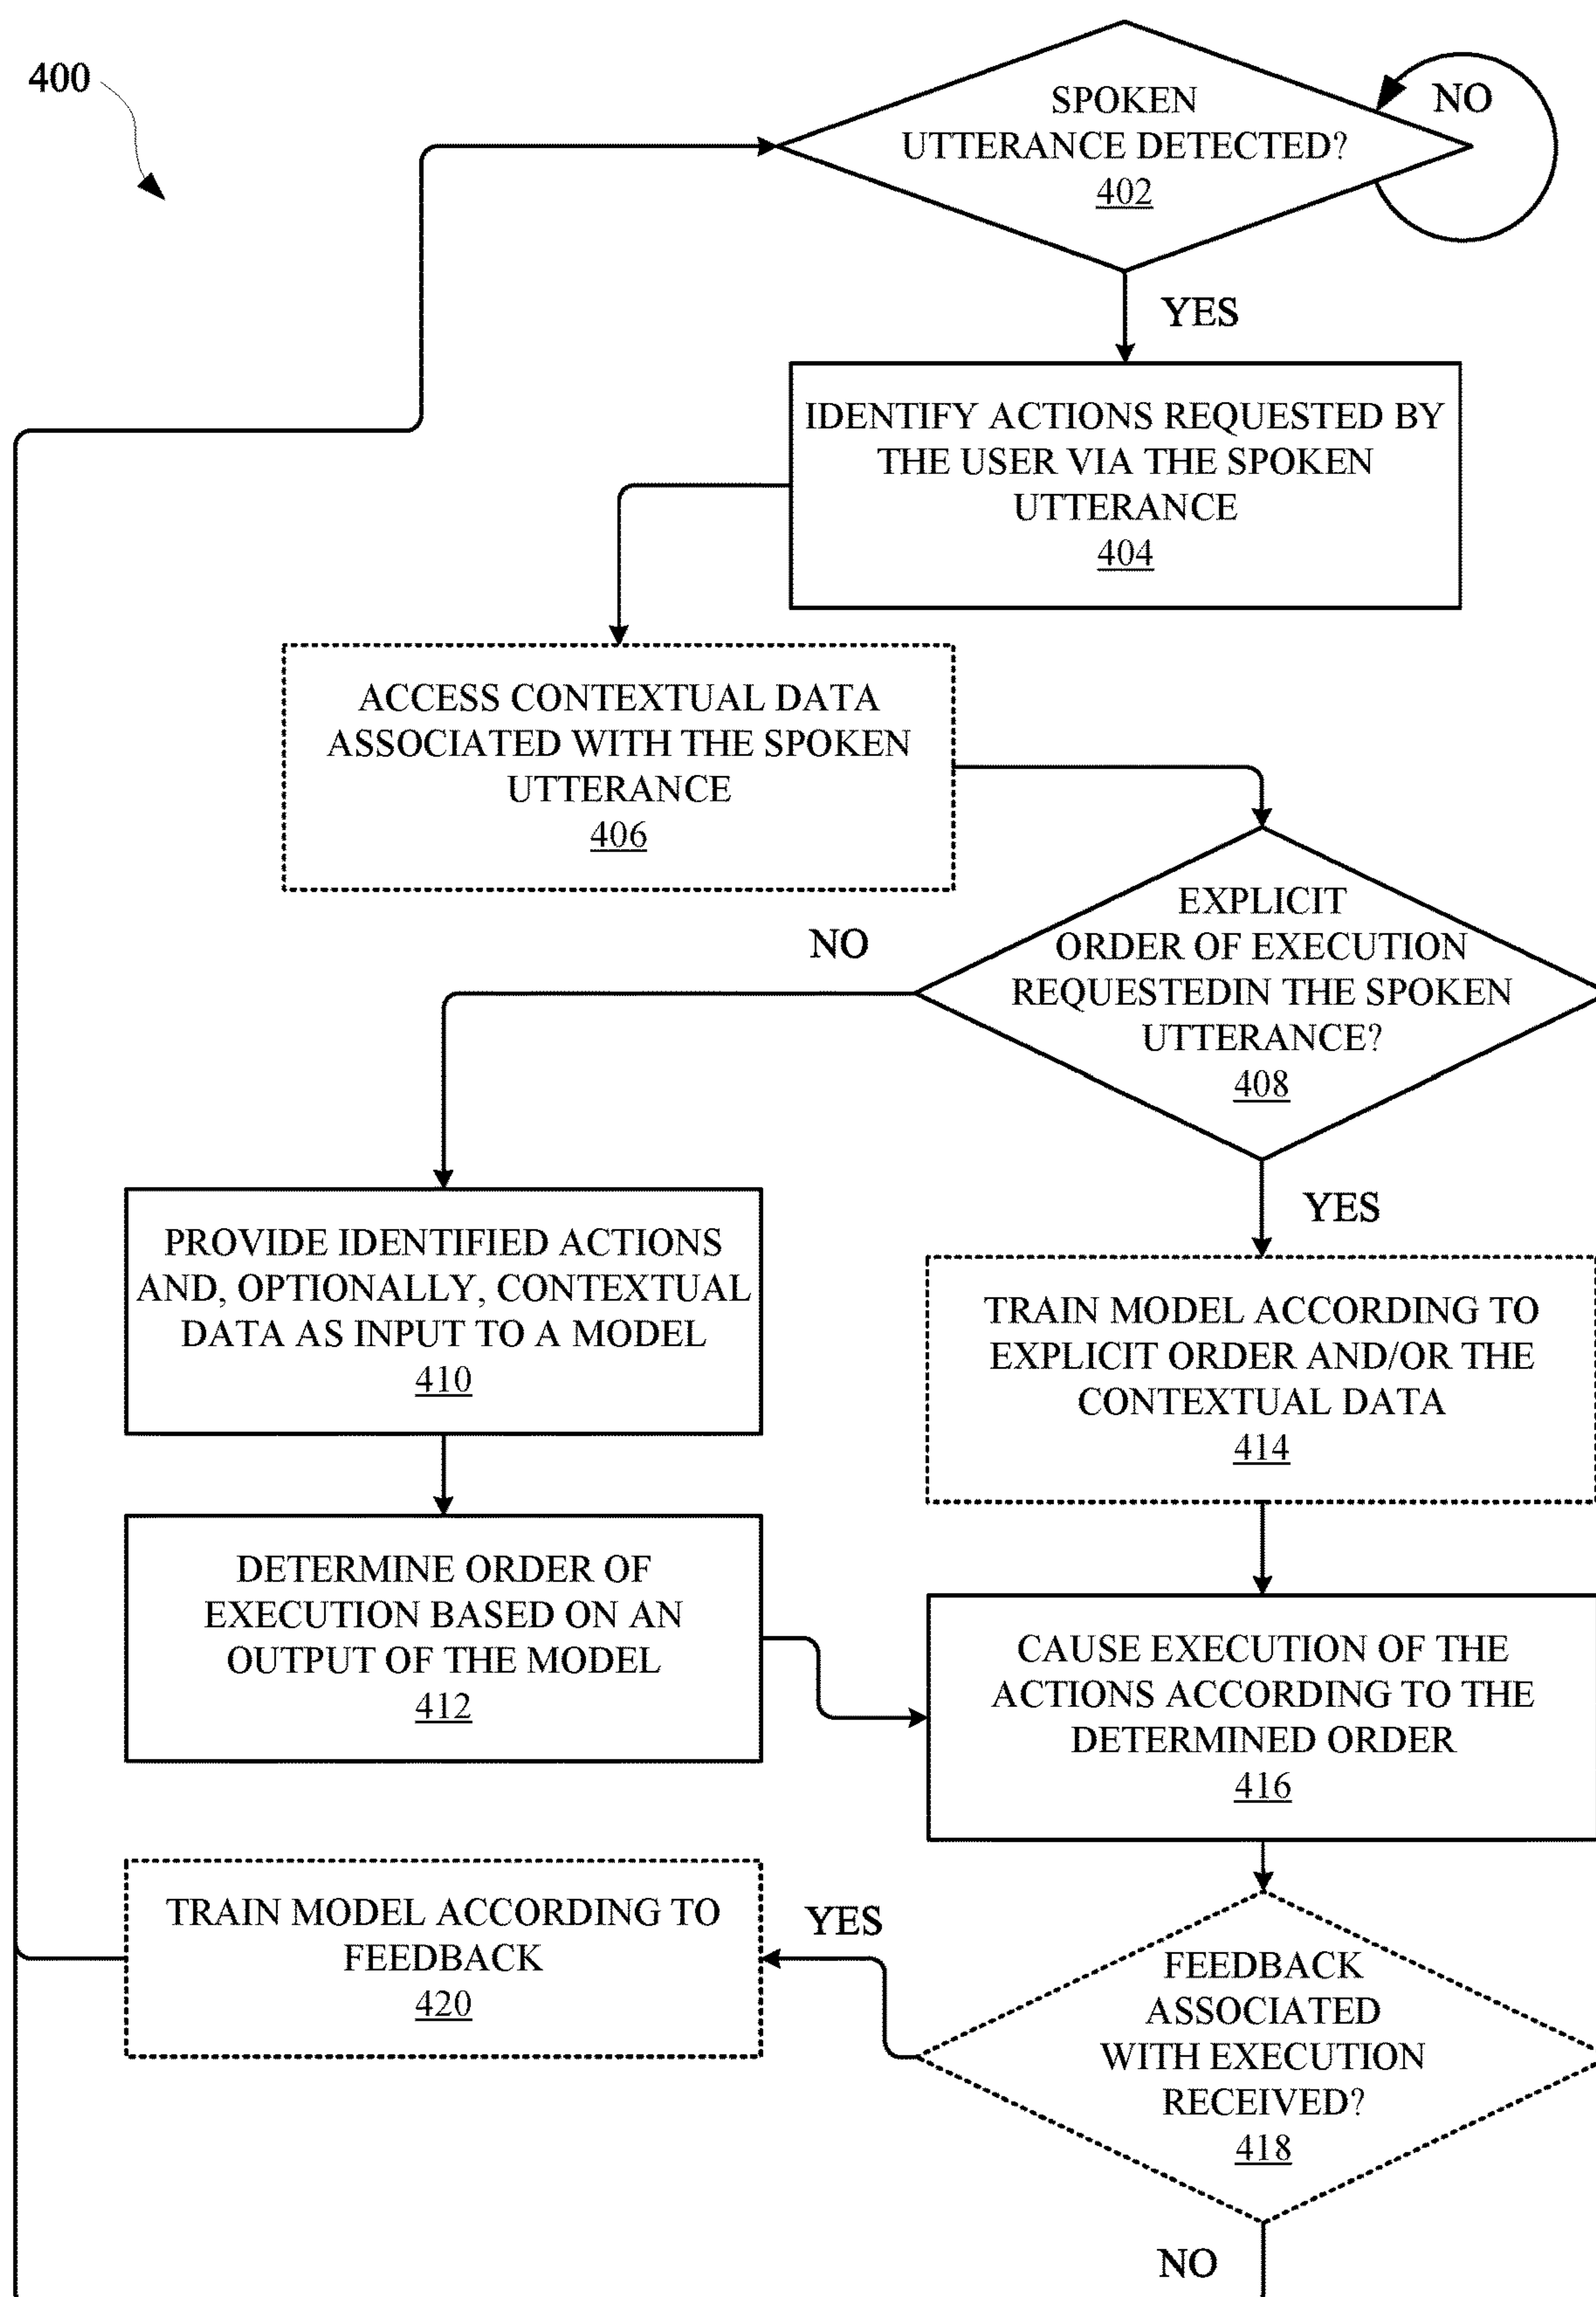 400
SPOKEN
UTTERANCE DETECTED?
402
NO
YES
IDENTIFY ACTIONS REQUESTED BY
THE USER VIA THE SPOKEN
UTTERANCE
404
ACCESS CONTEXTUAL DATA
ASSOCIATED WITH THE SPOKEN
UTTERANCE
406
EXPLICIT
ORDER OF EXECUTION
REQUESTEDIN THE SPOKEN
UTTERANCE?
408
NO
YES
PROVIDE IDENTIFIED ACTIONS
AND, OPTIONALLY, CONTEXTUAL
DATA AS INPUT TO A MODEL
410
TRAIN MODEL ACCORDING TO
EXPLICIT ORDER AND/OR THE
CONTEXTUAL DATA
414
DETERMINE ORDER OF
EXECUTION BASED ON AN
OUTPUT OF THE MODEL
412
CAUSE EXECUTION OF THE
ACTIONS ACCORDING TO THE
DETERMINED ORDER
416
TRAIN MODEL ACCORDING TO
FEEDBACK
420
YES
FEEDBACK
ASSOCIATED
WITH EXECUTION
RECEIVED?
418
NO